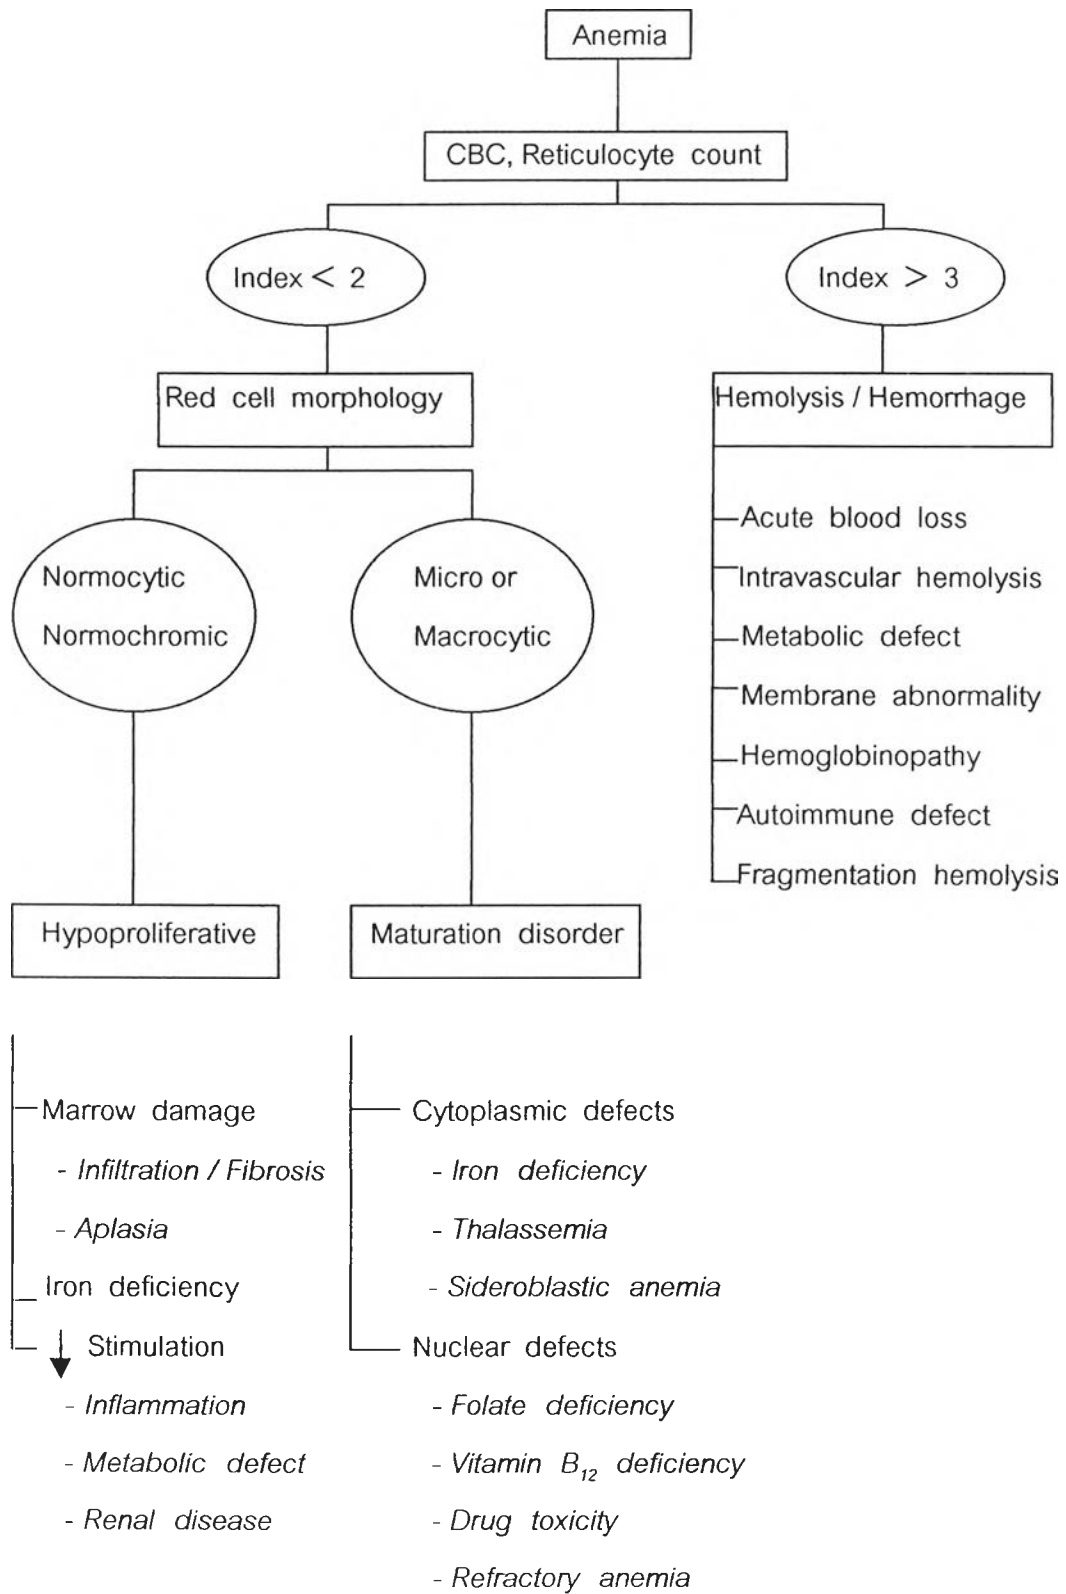 Anemia
CBC, Reticulocyte count
Index < 2
Index > 3
Red cell morphology
Hemolysis / Hemorrhage
Normocytic
Normochromic
Micro or
Macrocytic
Acute blood loss
Intravascular hemolysis
Metabolic defect
Membrane abnormality
Hemoglobinopathy
Autoimmune defect
Fragmentation hemolysis
Hypoproliferative
Maturation disorder
Marrow damage
- Infiltration / Fibrosis
- Aplasia
Iron deficiency
↓ Stimulation
- Inflammation
- Metabolic defect
- Renal disease
Cytoplasmic defects
- Iron deficiency
- Thalassemia
- Sideroblastic anemia
Nuclear defects
- Folate deficiency
- Vitamin B12 deficiency
- Drug toxicity
- Refractory anemia